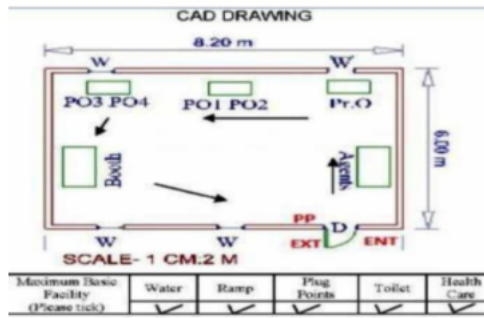 CAD DRAWING
8.20 m
W W
PO3 PO4 PO1 PO2 Pr.O
6.00 m
Booth Agents
PP
W W D
EXT ENT
SCALE- 1 CM:2 M
Maximum Basic Facility (Please tick) Water Ramp Plug Points Toilet Health Care